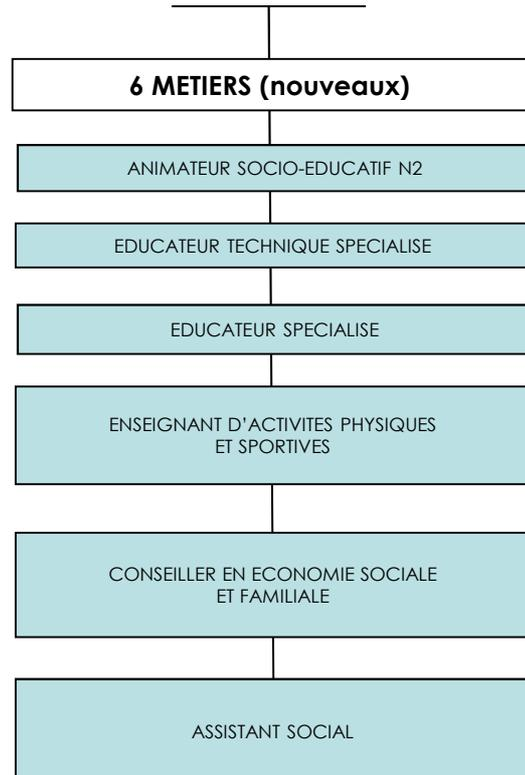 6 METIERS (nouveaux)
ANIMATEUR SOCIO-EDUCATIF N2
EDUCATEUR TECHNIQUE SPECIALISE
EDUCATEUR SPECIALISE
ENSEIGNANT D’ACTIVITES PHYSIQUES
ET SPORTIVES
CONSEILLER EN ECONOMIE SOCIALE
ET FAMILIALE
ASSISTANT SOCIAL